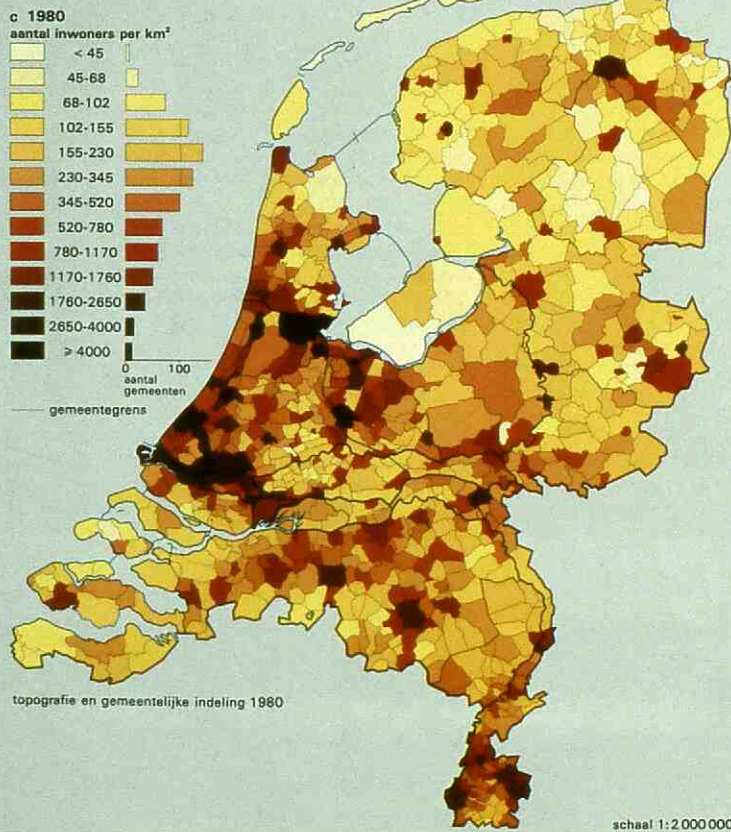 c 1980
aantal inwoners per km²
< 45
45-68
68-102
102-155
155-230
230-345
345-520
520-780
780-1170
1170-1760
1760-2650
2650-4000
⩾ 4000
0 100
aantal
gemeenten
gemeentegrens
topografie en gemeentelijke indeling 1980
schaal 1:2 000 000